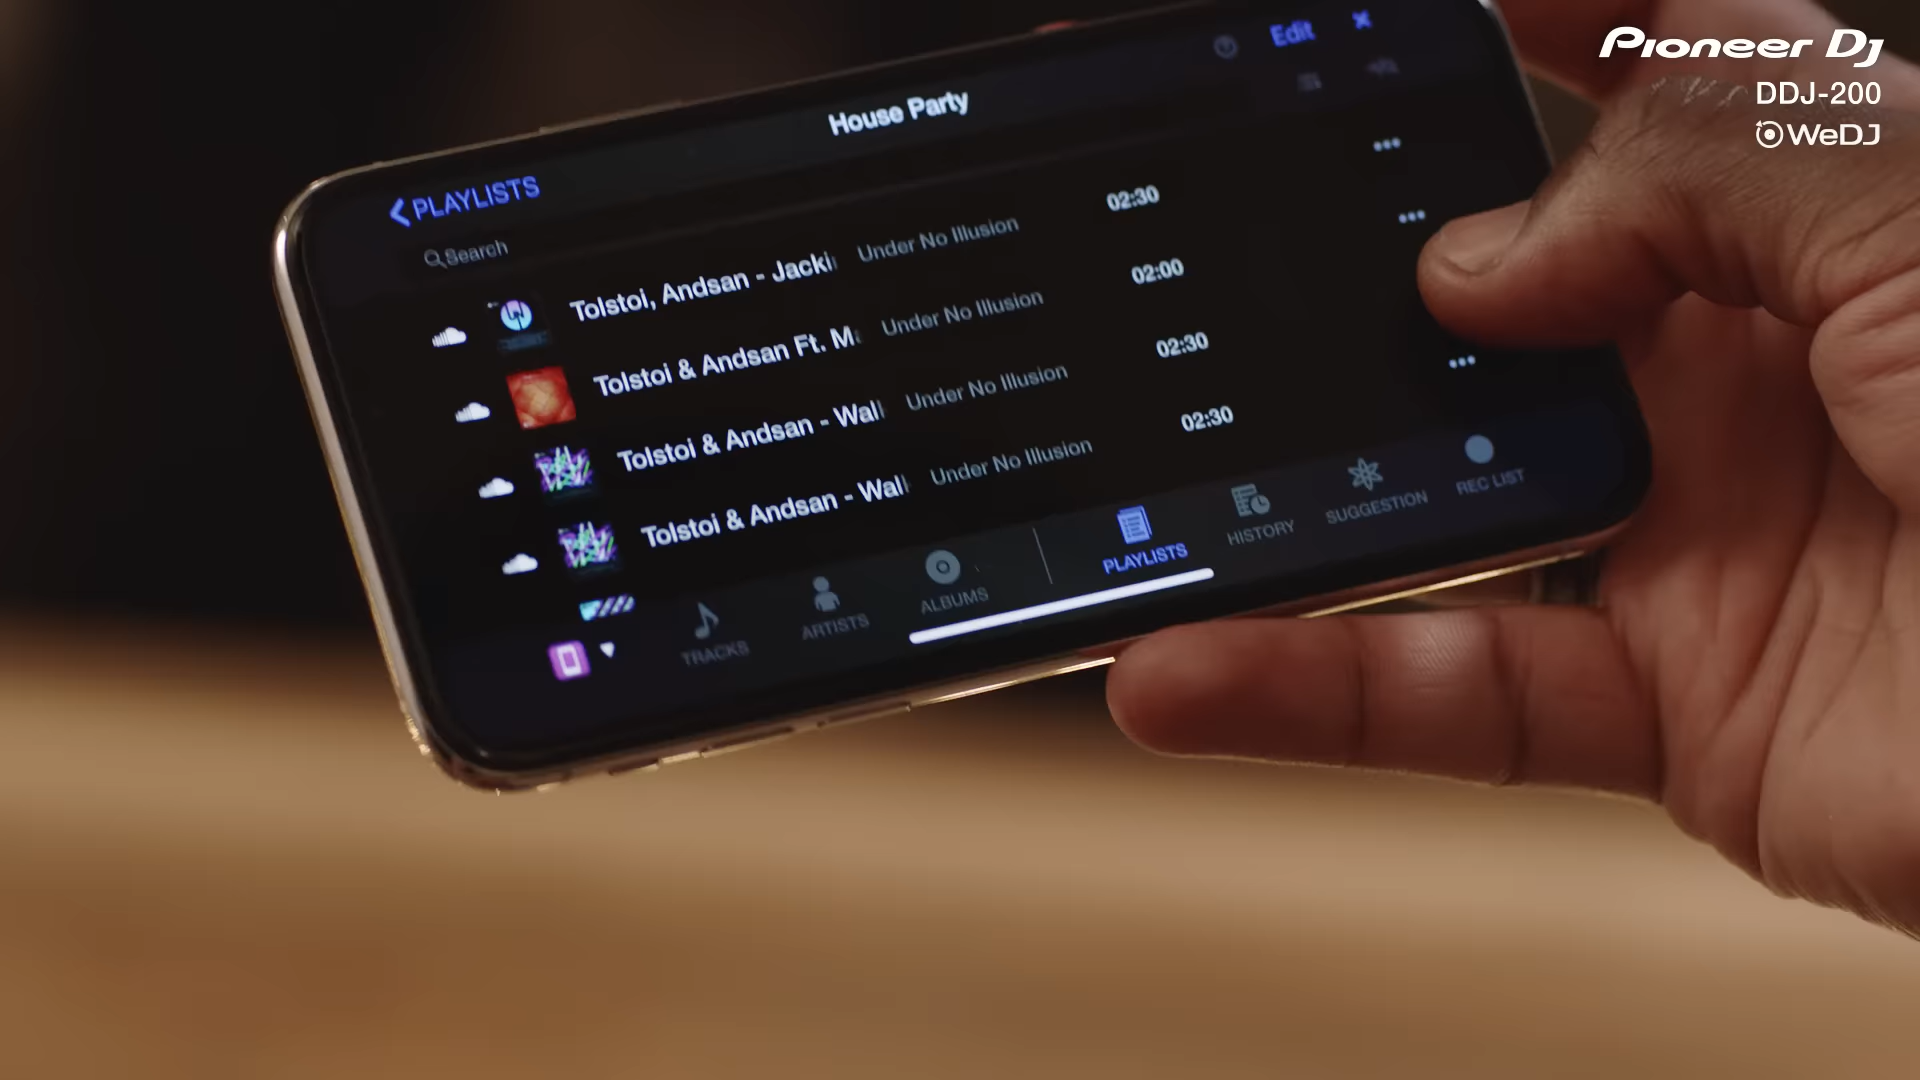 Pioneer Dj
DDJ-200
WeDJ
Edit
House Party
PLAYLISTS
Search
Tolstoi, Andsan - Jacki Under No Illusion 02:30
Tolstoi & Andsan Ft. M Under No Illusion 02:00
Tolstoi & Andsan - Wall Under No Illusion 02:30
Tolstoi & Andsan - Wall Under No Illusion 02:30
TRACKS ARTISTS ALBUMS PLAYLISTS HISTORY SUGGESTION REC LIST